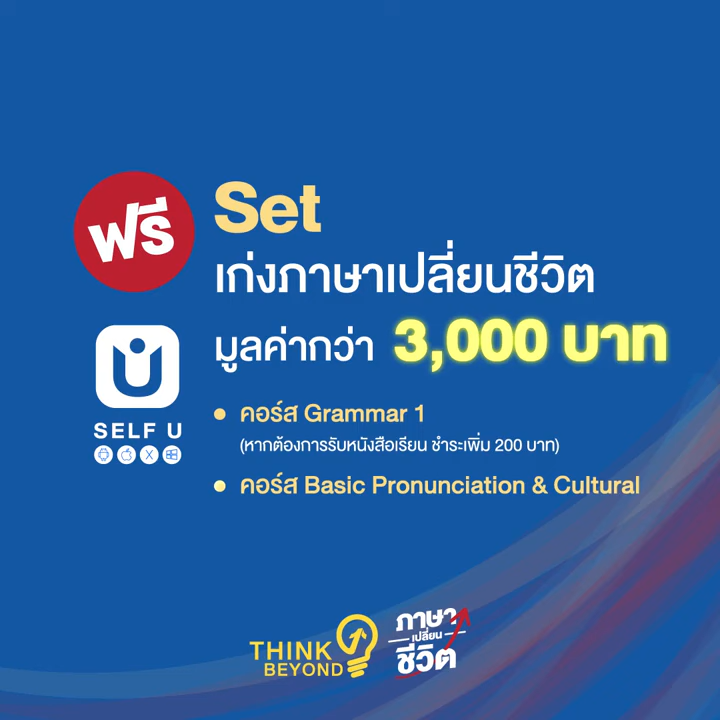 ฟรี
Set
เก่งภาษาเปลี่ยนชีวิต
มูลค่ากว่า 3,000 บาท
SELF U
• คอร์ส Grammar 1
(หากต้องการรับหนังสือเรียน ชำระเพิ่ม 200 บาท)
• คอร์ส Basic Pronunciation & Cultural
THINK
BEYOND
ภาษา
เปลี่ยน
ชีวิต